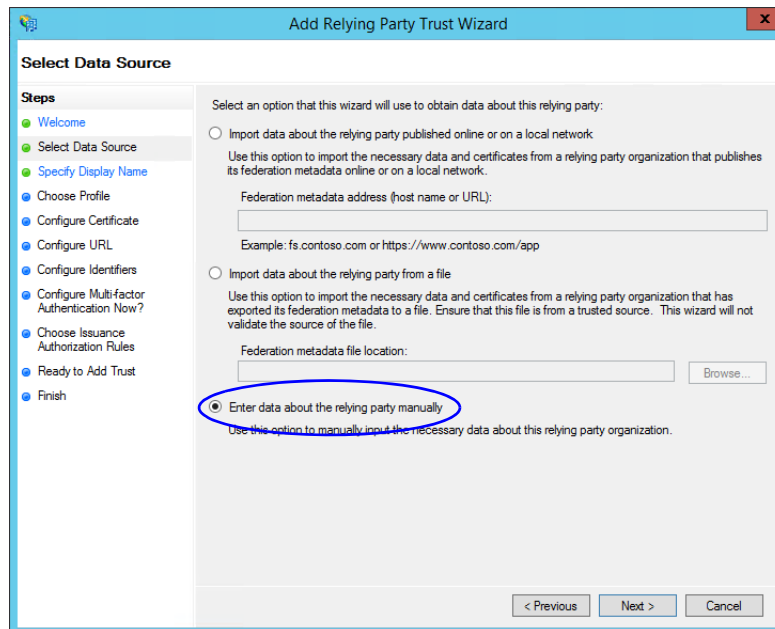 Add Relying Party Trust Wizard
x
Select Data Source
Steps
Welcome
Select Data Source
Specify Display Name
Choose Profile
Configure Certificate
Configure URL
Configure Identifiers
Configure Multi-factor
Authentication Now?
Choose Issuance
Authorization Rules
Ready to Add Trust
Finish
Select an option that this wizard will use to obtain data about this relying party:
Import data about the relying party published online or on a local network
Use this option to import the necessary data and certificates from a relying party organization that publishes
its federation metadata online or on a local network.
Federation metadata address (host name or URL):
Example: fs.contoso.com or https://www.contoso.com/app
Import data about the relying party from a file
Use this option to import the necessary data and certificates from a relying party organization that has
exported its federation metadata to a file. Ensure that this file is from a trusted source. This wizard will not
validate the source of the file.
Federation metadata file location:
Browse...
Enter data about the relying party manually
Use this option to manually input the necessary data about this relying party organization.
< Previous
Next >
Cancel